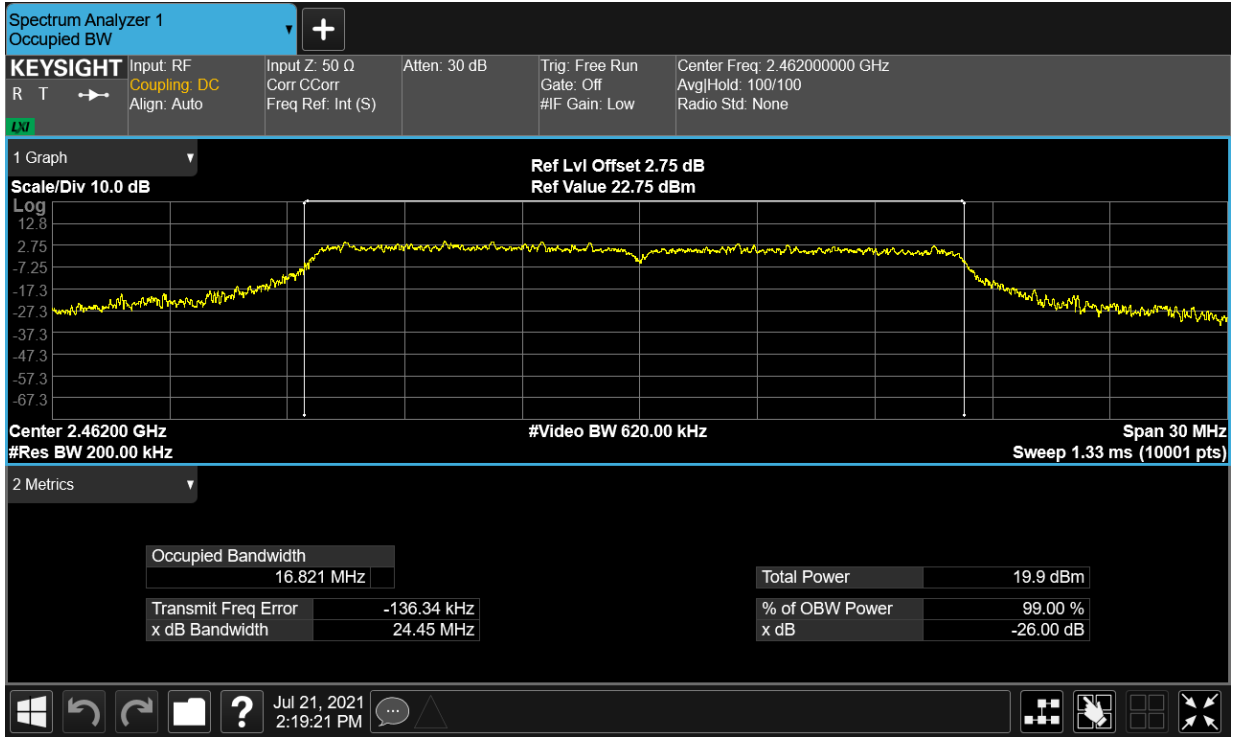 Spectrum Analyzer 1
Occupied BW
KEYSIGHT
R T
LXI
Input: RF
Coupling: DC
Align: Auto
Input Z: 50 Ω
Corr CCorr
Freq Ref: Int (S)
Atten: 30 dB
Trig: Free Run
Gate: Off
#IF Gain: Low
Center Freq: 2.462000000 GHz
Avg|Hold: 100/100
Radio Std: None
1 Graph
Scale/Div 10.0 dB
Ref Lvl Offset 2.75 dB
Ref Value 22.75 dBm
Log
12.8
2.75
-7.25
-17.3
-27.3
-37.3
-47.3
-57.3
-67.3
Center 2.46200 GHz
#Video BW 620.00 kHz
Span 30 MHz
#Res BW 200.00 kHz
Sweep 1.33 ms (10001 pts)
2 Metrics
Occupied Bandwidth
16.821 MHz
Total Power 19.9 dBm
Transmit Freq Error -136.34 kHz
% of OBW Power 99.00 %
x dB Bandwidth 24.45 MHz
x dB -26.00 dB
?
Jul 21, 2021
2:19:21 PM